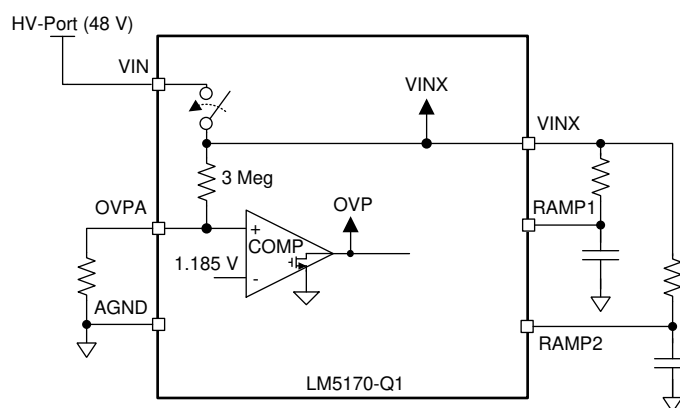 HV-Port (48 V)
VIN
VINX
VINX
3 Meg
OVPA
OVP
RAMP1
+
COMP
1.185 V
-
AGND
RAMP2
LM5170-Q1